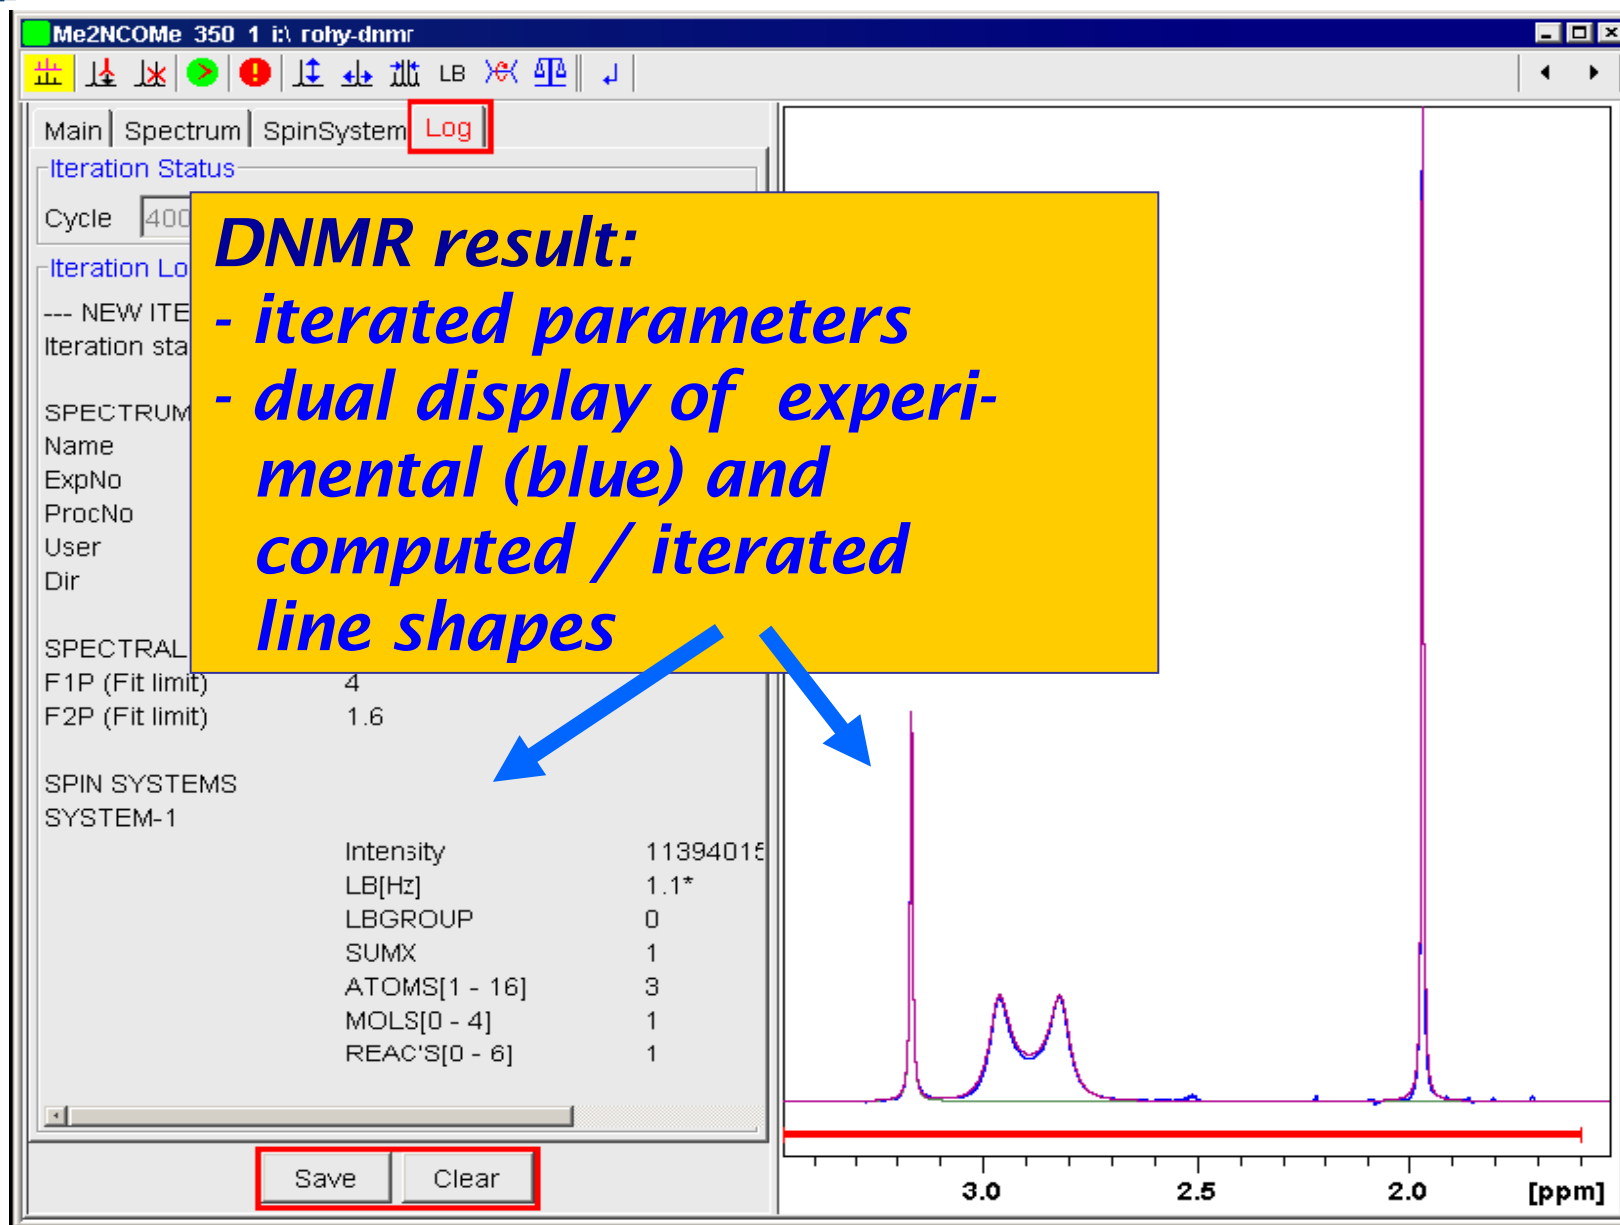 Me2NCOMe 350 1 i:\ rohy-dnmr
LB
Main Spectrum SpinSystem Log
Iteration Status
Cycle 400
Iteration Lo
--- NEW ITE
Iteration sta
SPECTRUM
Name
ExpNo
ProcNo
User
Dir
SPECTRAL
F1P (Fit limit) 4
F2P (Fit limit) 1.6
SPIN SYSTEMS
SYSTEM-1
Intensity 11394015
LB[Hz] 1.1*
LBGROUP 0
SUMX 1
ATOMS[1 - 16] 3
MOLS[0 - 4] 1
REAC'S[0 - 6] 1
Save Clear
DNMR result:
- iterated parameters
- dual display of experi-
mental (blue) and
computed / iterated
line shapes
3.0 2.5 2.0 [ppm]